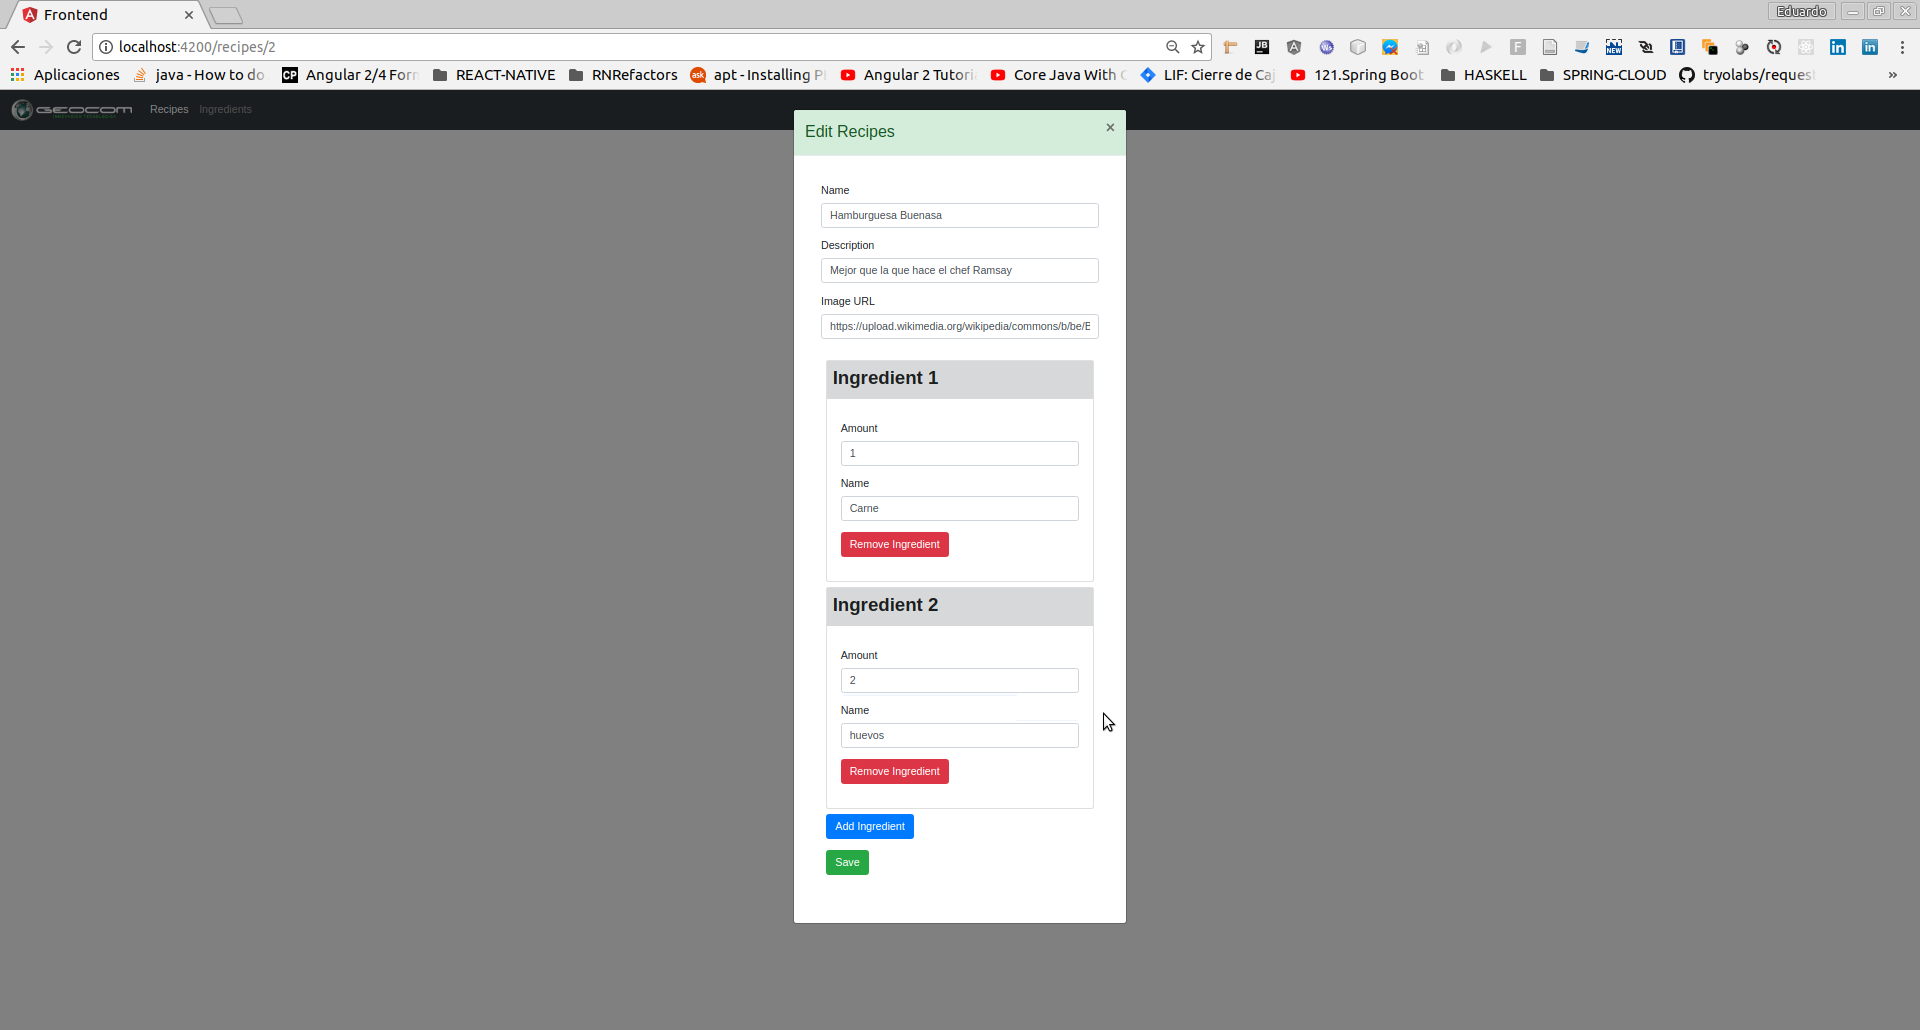 Frontend
Eduardo
localhost:4200/recipes/2
Aplicaciones java - How to do Angular 2/4 Forn REACT-NATIVE RNRefactors apt - Installing P Angular 2 Tutori Core Java With C LIF: Cierre de Caj 121.Spring Boot HASKELL SPRING-CLOUD tryolabs/request »
GEOCOM Recipes Ingredients
Edit Recipes ×
Name
Hamburguesa Buenasa
Description
Mejor que la que hace el chef Ramsay
Image URL
https://upload.wikimedia.org/wikipedia/commons/b/be/B
Ingredient 1
Amount
1
Name
Carne
Remove Ingredient
Ingredient 2
Amount
2
Name
huevos
Remove Ingredient
Add Ingredient
Save